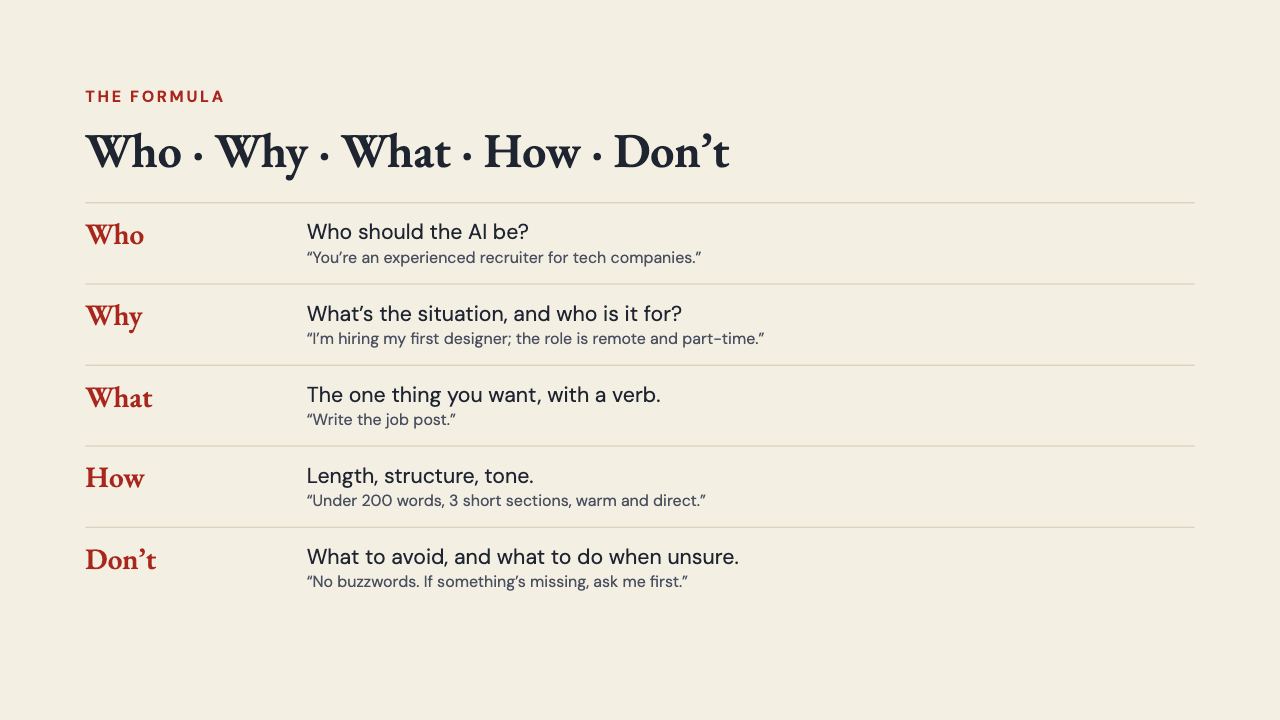 THE FORMULA
Who · Why · What · How · Don’t
Who
Who should the AI be?
“You’re an experienced recruiter for tech companies.”
Why
What’s the situation, and who is it for?
“I’m hiring my first designer; the role is remote and part-time.”
What
The one thing you want, with a verb.
“Write the job post.”
How
Length, structure, tone.
“Under 200 words, 3 short sections, warm and direct.”
Don’t
What to avoid, and what to do when unsure.
“No buzzwords. If something’s missing, ask me first.”